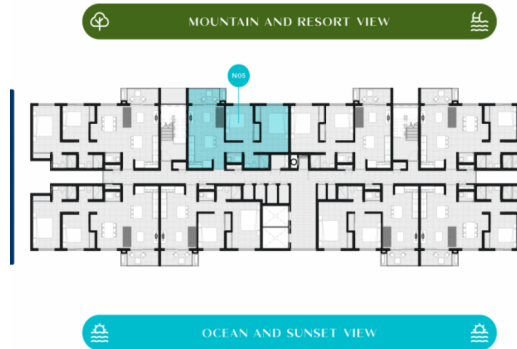 MOUNTAIN AND RESORT VIEW
N05
OCEAN AND SUNSET VIEW